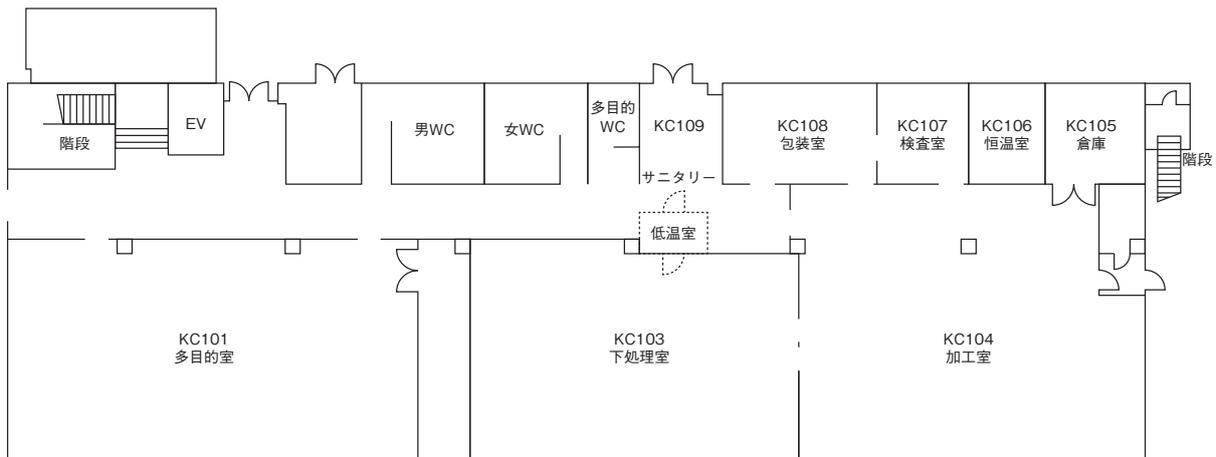 EV
階段
男WC
女WC
多目的
WC
KC109
KC108
包装室
KC107
検査室
KC106
恒温室
KC105
倉庫
階段
サニタリー
低温室
KC101
多目的室
KC103
下処理室
KC104
加工室